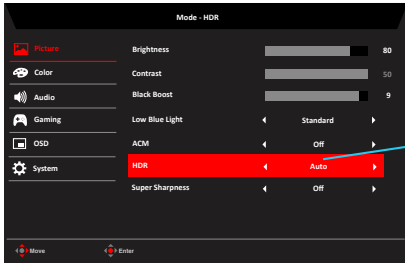 Mode - HDR
Picture
Brightness 80
Color
Contrast 50
Audio
Black Boost 9
Gaming
Low Blue Light Standard
OSD
ACM Off
System
HDR Auto
Super Sharpness Off
Move Enter